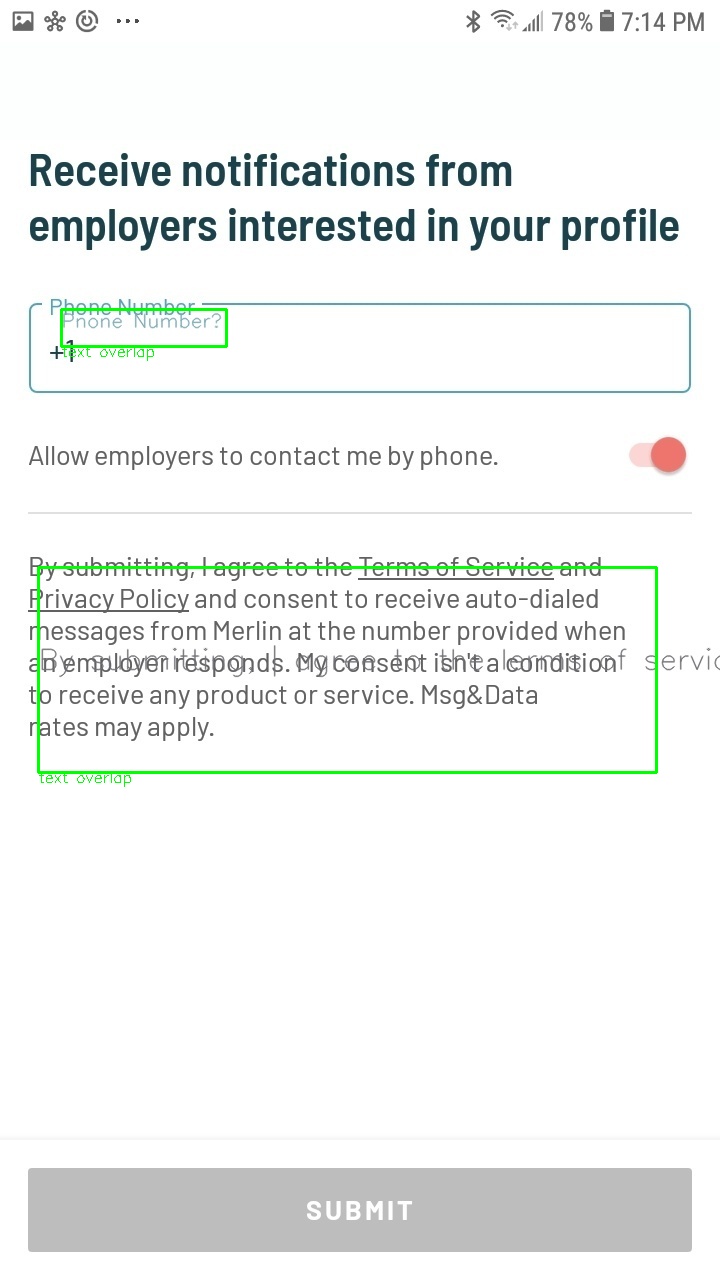 78% 7:14 PM
Receive notifications from
employers interested in your profile
Phone Number
Phone Number?
+1
text overlap
Allow employers to contact me by phone.
By submitting, I agree to the Terms of Service and
Privacy Policy and consent to receive auto-dialed
messages from Merlin at the number provided when
an employer responds. My consent isn't a condition
By submitting, I agree to the terms of servic
to receive any product or service. Msg&Data
rates may apply.
text overlap
SUBMIT